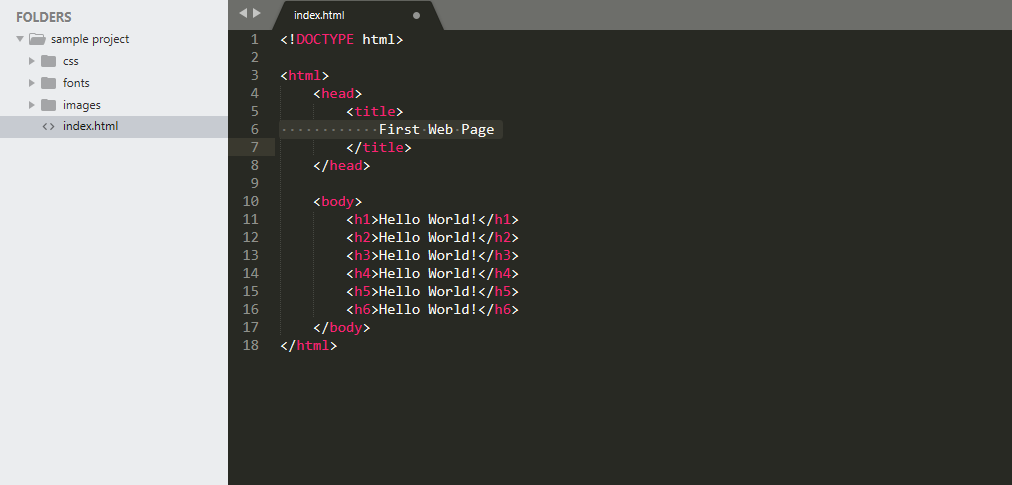 FOLDERS
sample project
css
fonts
images
<> index.html
index.html
1 <!DOCTYPE html>
2
3 <html>
4     <head>
5         <title>
6 ············First·Web·Page
7         </title>
8     </head>
9
10     <body>
11         <h1>Hello World!</h1>
12         <h2>Hello World!</h2>
13         <h3>Hello World!</h3>
14         <h4>Hello World!</h4>
15         <h5>Hello World!</h5>
16         <h6>Hello World!</h6>
17     </body>
18 </html>